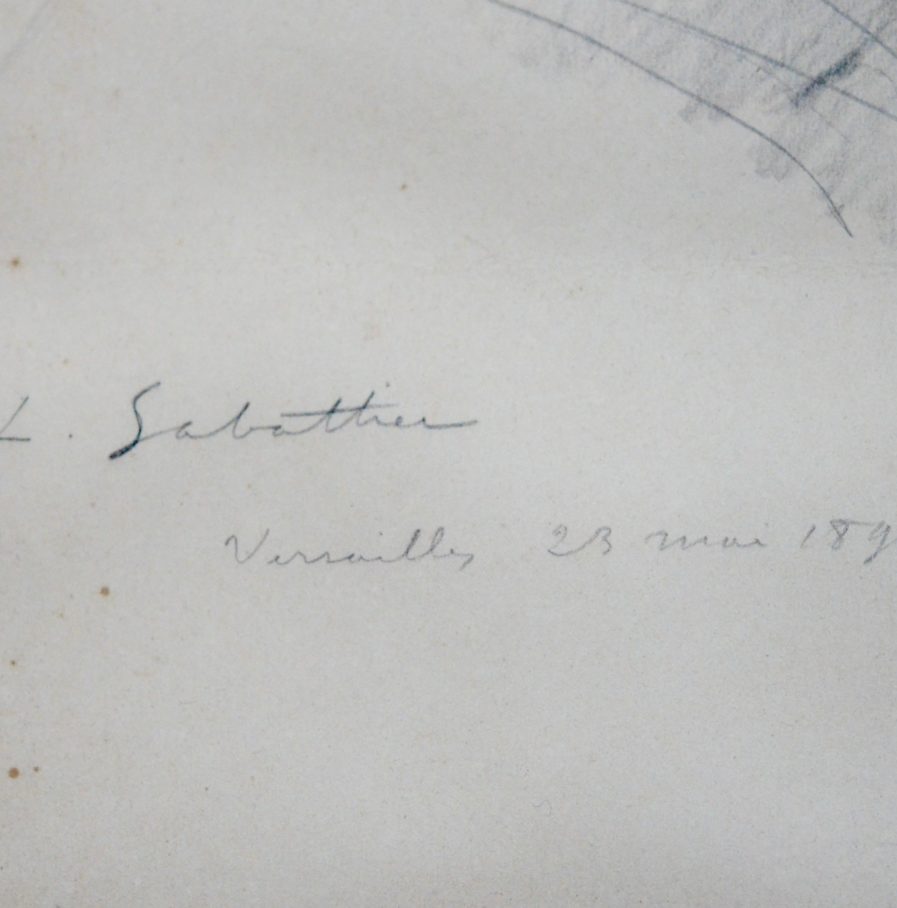 L. Sabattier
Versailles 23 mai 189